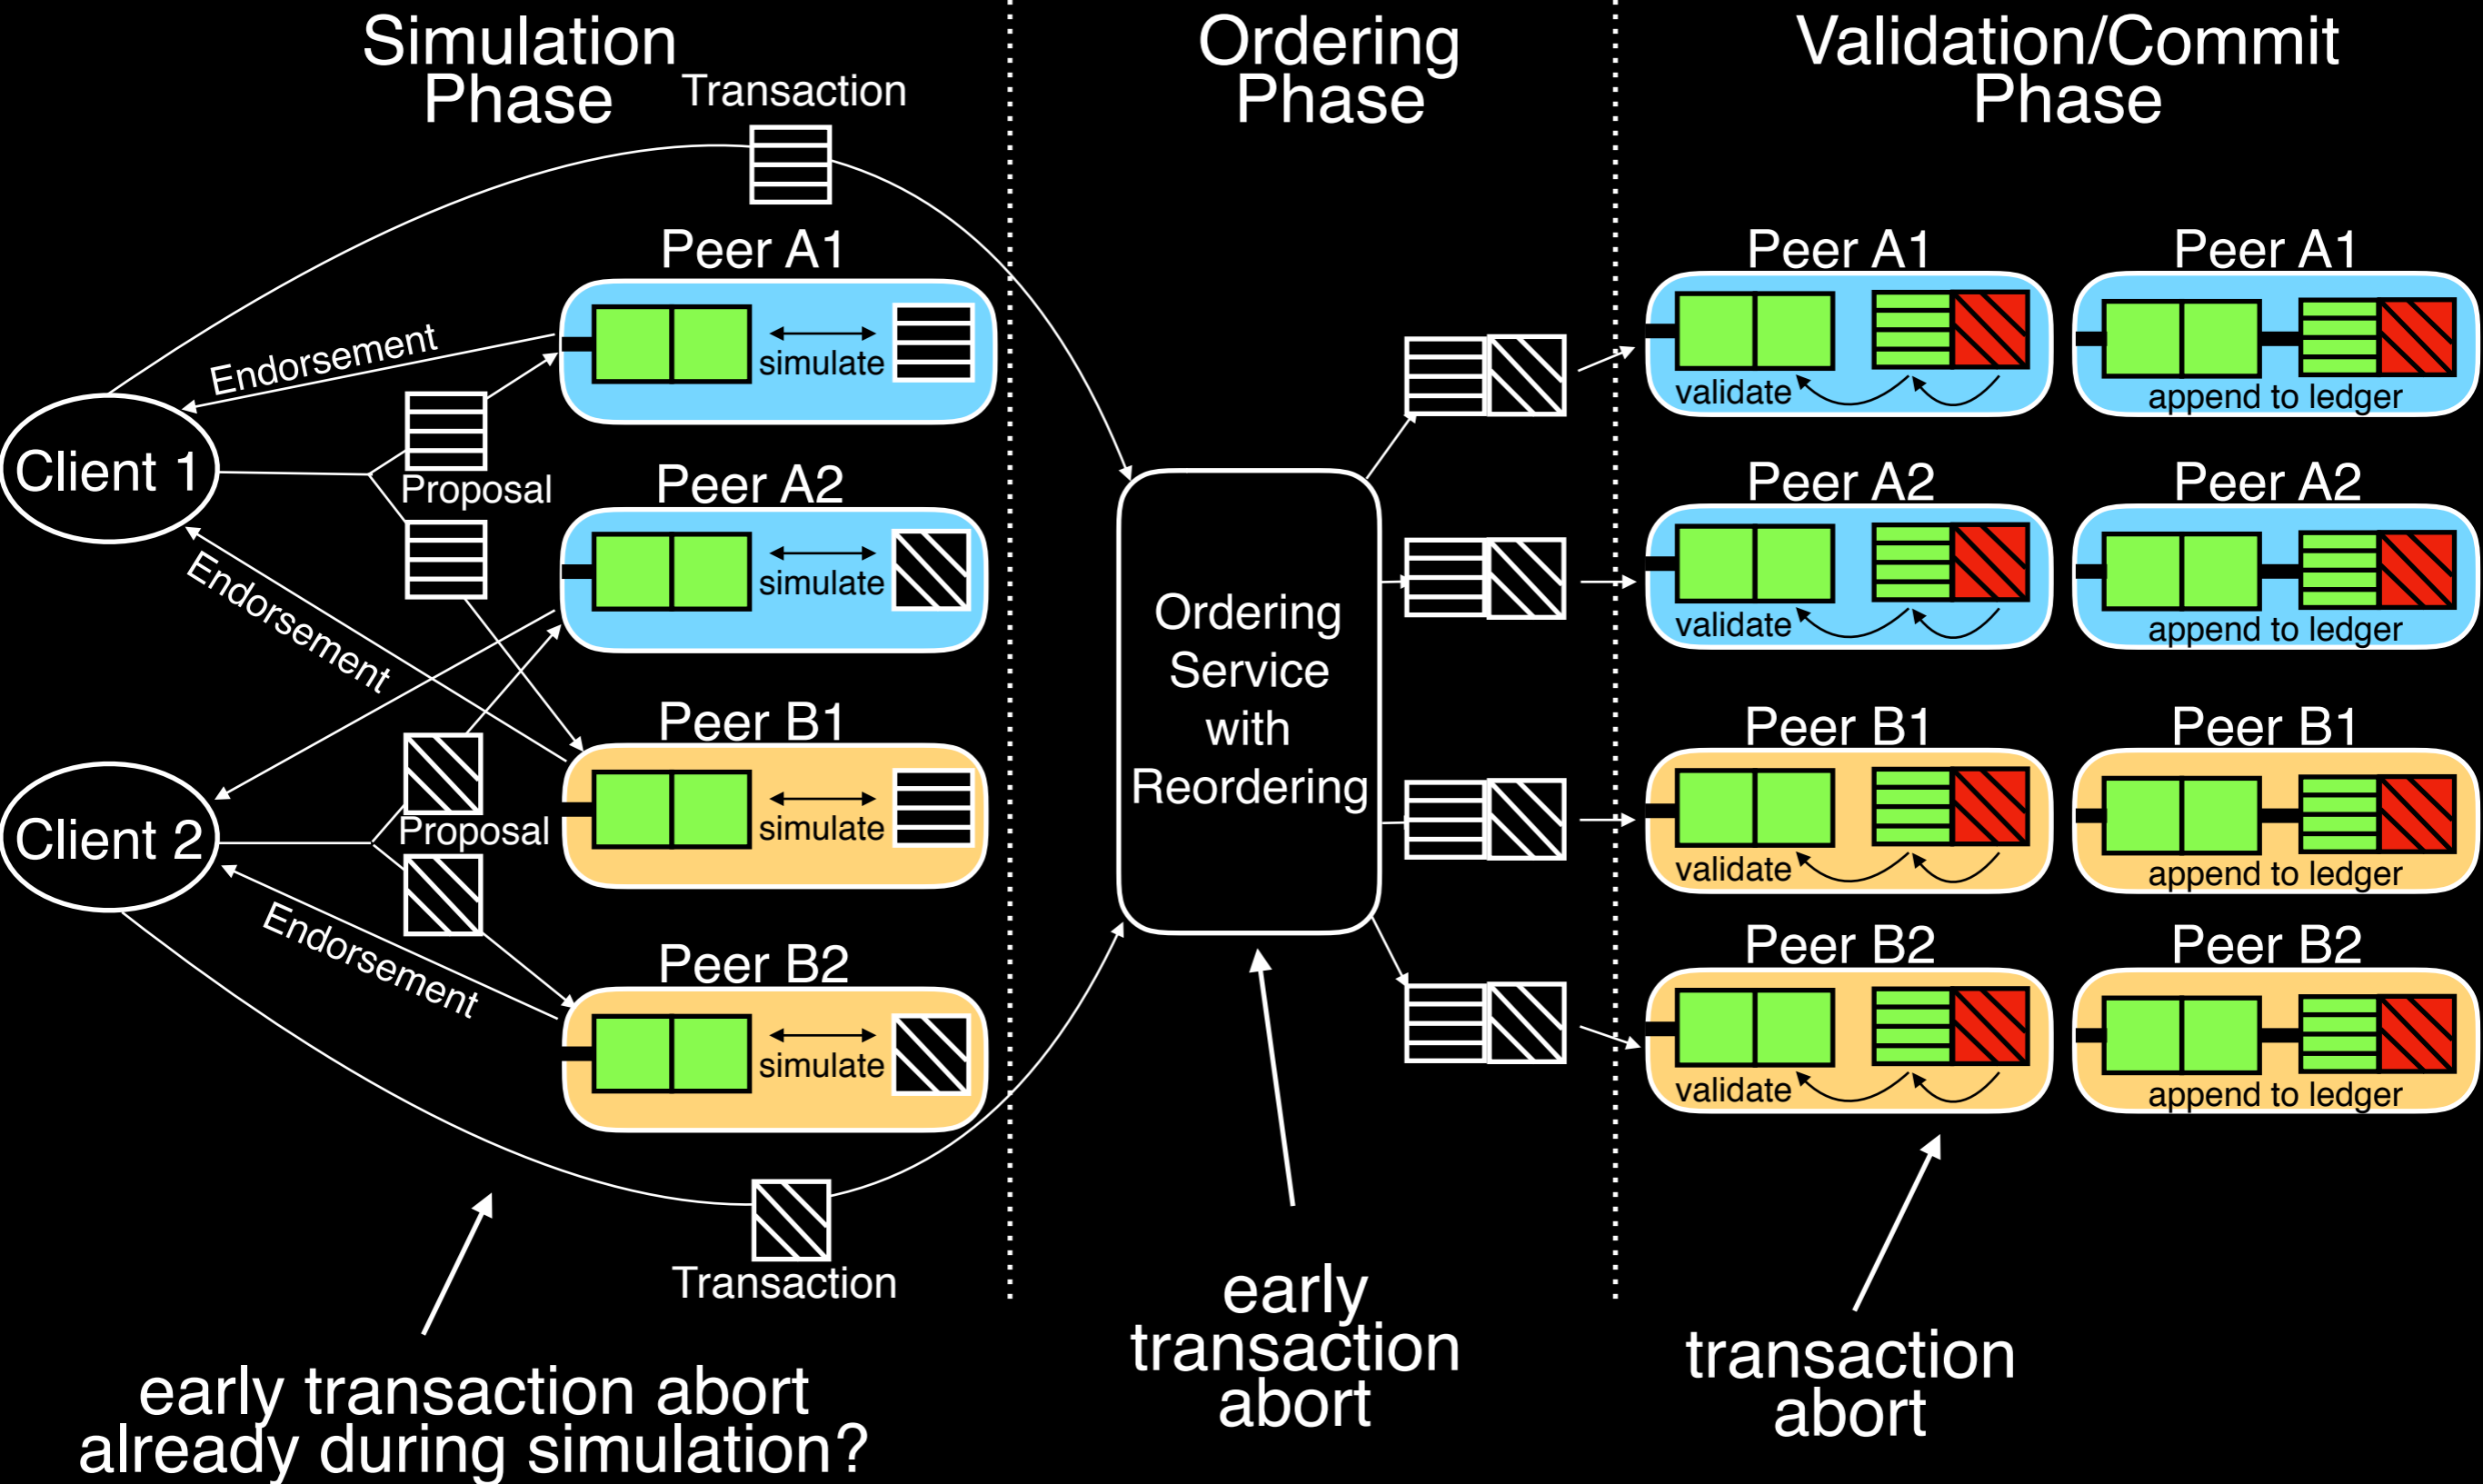 Simulation
Phase
Transaction
Peer A1
simulate
Endorsement
Client 1
Proposal
Peer A2
simulate
Endorsement
Peer B1
simulate
Client 2
Proposal
Endorsement
Peer B2
simulate
Transaction
early transaction abort
already during simulation?
Ordering
Phase
Ordering
Service
with
Reordering
early
transaction
abort
Validation/Commit
Phase
Peer A1
validate
Peer A1
append to ledger
Peer A2
validate
Peer A2
append to ledger
Peer B1
validate
Peer B1
append to ledger
Peer B2
validate
Peer B2
append to ledger
transaction
abort